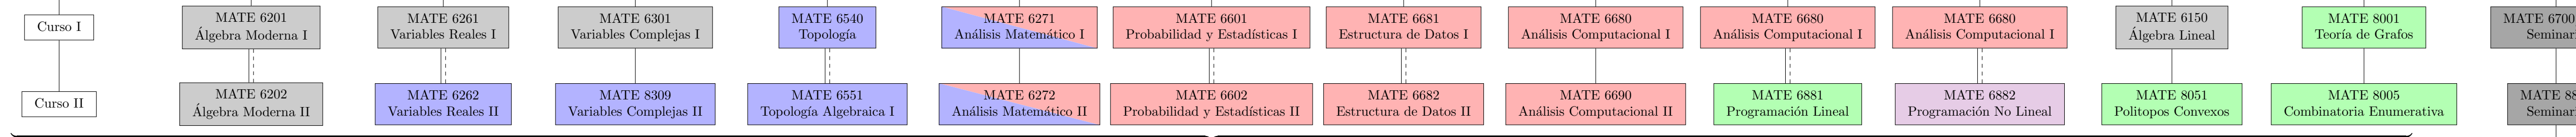 Curso I
MATE 6201
Álgebra Moderna I
MATE 6261
Variables Reales I
MATE 6301
Variables Complejas I
MATE 6540
Topología
MATE 6271
Análisis Matemático I
MATE 6601
Probabilidad y Estadísticas I
MATE 6681
Estructura de Datos I
MATE 6680
Análisis Computacional I
MATE 6680
Análisis Computacional I
MATE 6680
Análisis Computacional I
MATE 6150
Álgebra Lineal
MATE 8001
Teoría de Grafos
MATE 6700
Curso II
MATE 6202
Álgebra Moderna II
MATE 6262
Variables Reales II
MATE 8309
Variables Complejas II
MATE 6551
Topología Algebraica I
MATE 6272
Análisis Matemático II
MATE 6602
Probabilidad y Estadísticas II
MATE 6682
Estructura de Datos II
MATE 6690
Análisis Computacional II
MATE 6881
Programación Lineal
MATE 6882
Programación No Lineal
MATE 8051
Politopos Convexos
MATE 8005
Combinatoria Enumerativa
MATE